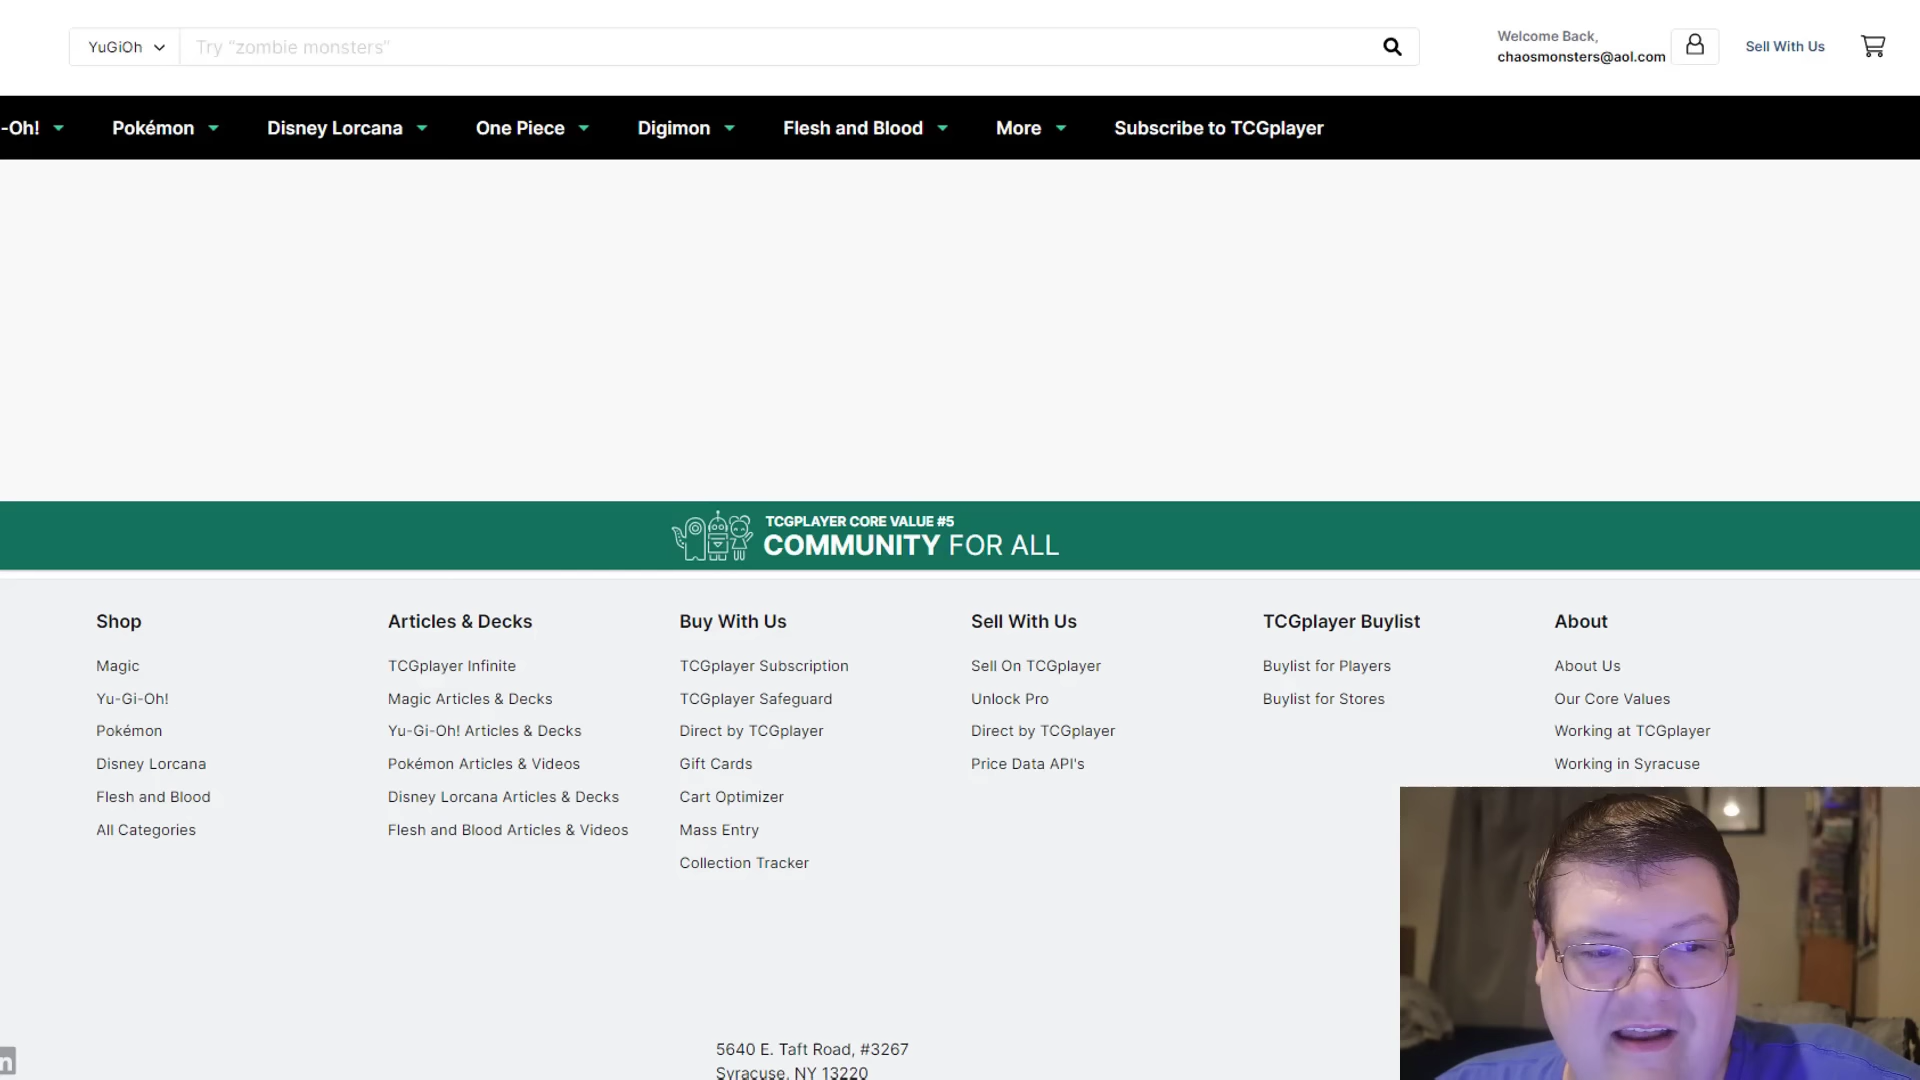 YuGiOh
Try “zombie monsters”
Welcome Back,
chaosmonsters@aol.com
Sell With Us
-Oh!
Pokémon
Disney Lorcana
One Piece
Digimon
Flesh and Blood
More
Subscribe to TCGplayer
TCGPLAYER CORE VALUE #5
COMMUNITY FOR ALL
Shop
Magic
Yu-Gi-Oh!
Pokémon
Disney Lorcana
Flesh and Blood
All Categories
Articles & Decks
TCGplayer Infinite
Magic Articles & Decks
Yu-Gi-Oh! Articles & Decks
Pokémon Articles & Videos
Disney Lorcana Articles & Decks
Flesh and Blood Articles & Videos
Buy With Us
TCGplayer Subscription
TCGplayer Safeguard
Direct by TCGplayer
Gift Cards
Cart Optimizer
Mass Entry
Collection Tracker
Sell With Us
Sell On TCGplayer
Unlock Pro
Direct by TCGplayer
Price Data API's
TCGplayer Buylist
Buylist for Players
Buylist for Stores
About
About Us
Our Core Values
Working at TCGplayer
Working in Syracuse
5640 E. Taft Road, #3267
Syracuse, NY 13220